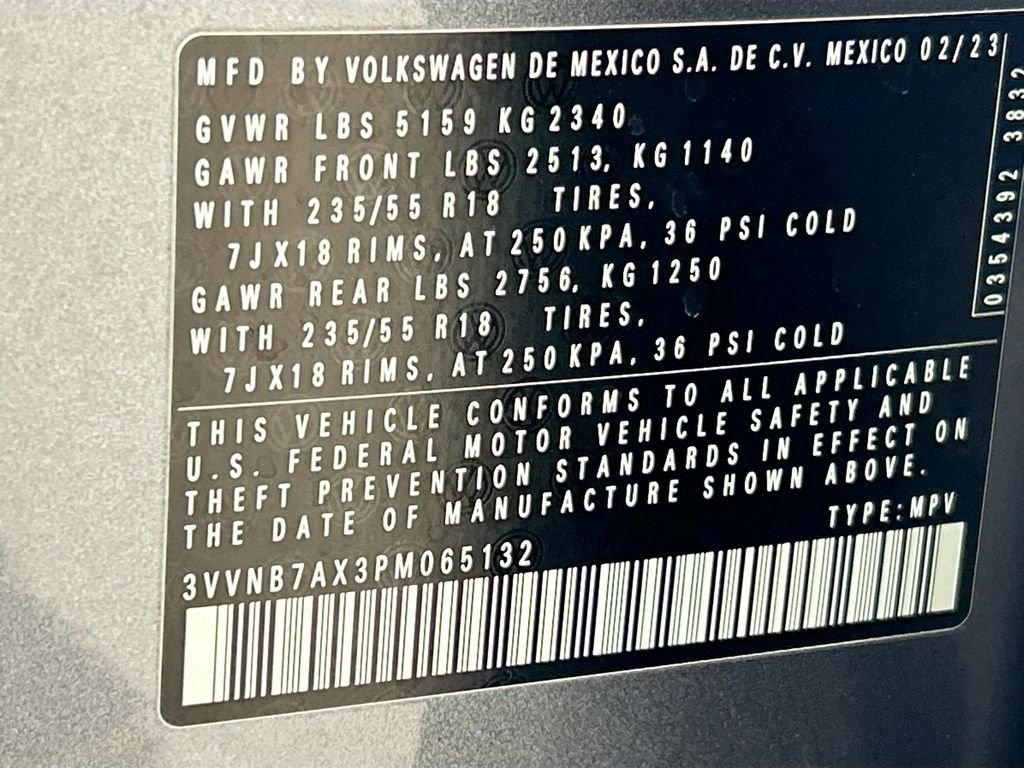 MFD BY VOLKSWAGEN DE MEXICO S.A. DE C.V. MEXICO 02/23
GVWR LBS 5159 KG 2340
GAWR FRONT LBS 2513, KG 1140
WITH 235/55 R18 TIRES,
7JX18 RIMS, AT 250 KPA, 36 PSI COLD
GAWR REAR LBS 2756, KG 1250
WITH 235/55 R18 TIRES,
7JX18 RIMS, AT 250 KPA, 36 PSI COLD
THIS VEHICLE CONFORMS TO ALL APPLICABLE
U.S. FEDERAL MOTOR VEHICLE SAFETY AND
THEFT PREVENTION STANDARDS IN EFFECT ON
THE DATE OF MANUFACTURE SHOWN ABOVE.
TYPE: MPV
3VVNB7AX3PM065132
0354392 3832